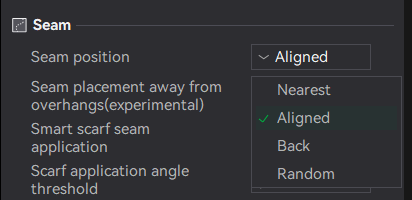 Seam
Seam position
Aligned
Seam placement away from
overhangs(experimental)
Nearest
Aligned
Smart scarf seam
application
Back
Scarf application angle
threshold
Random